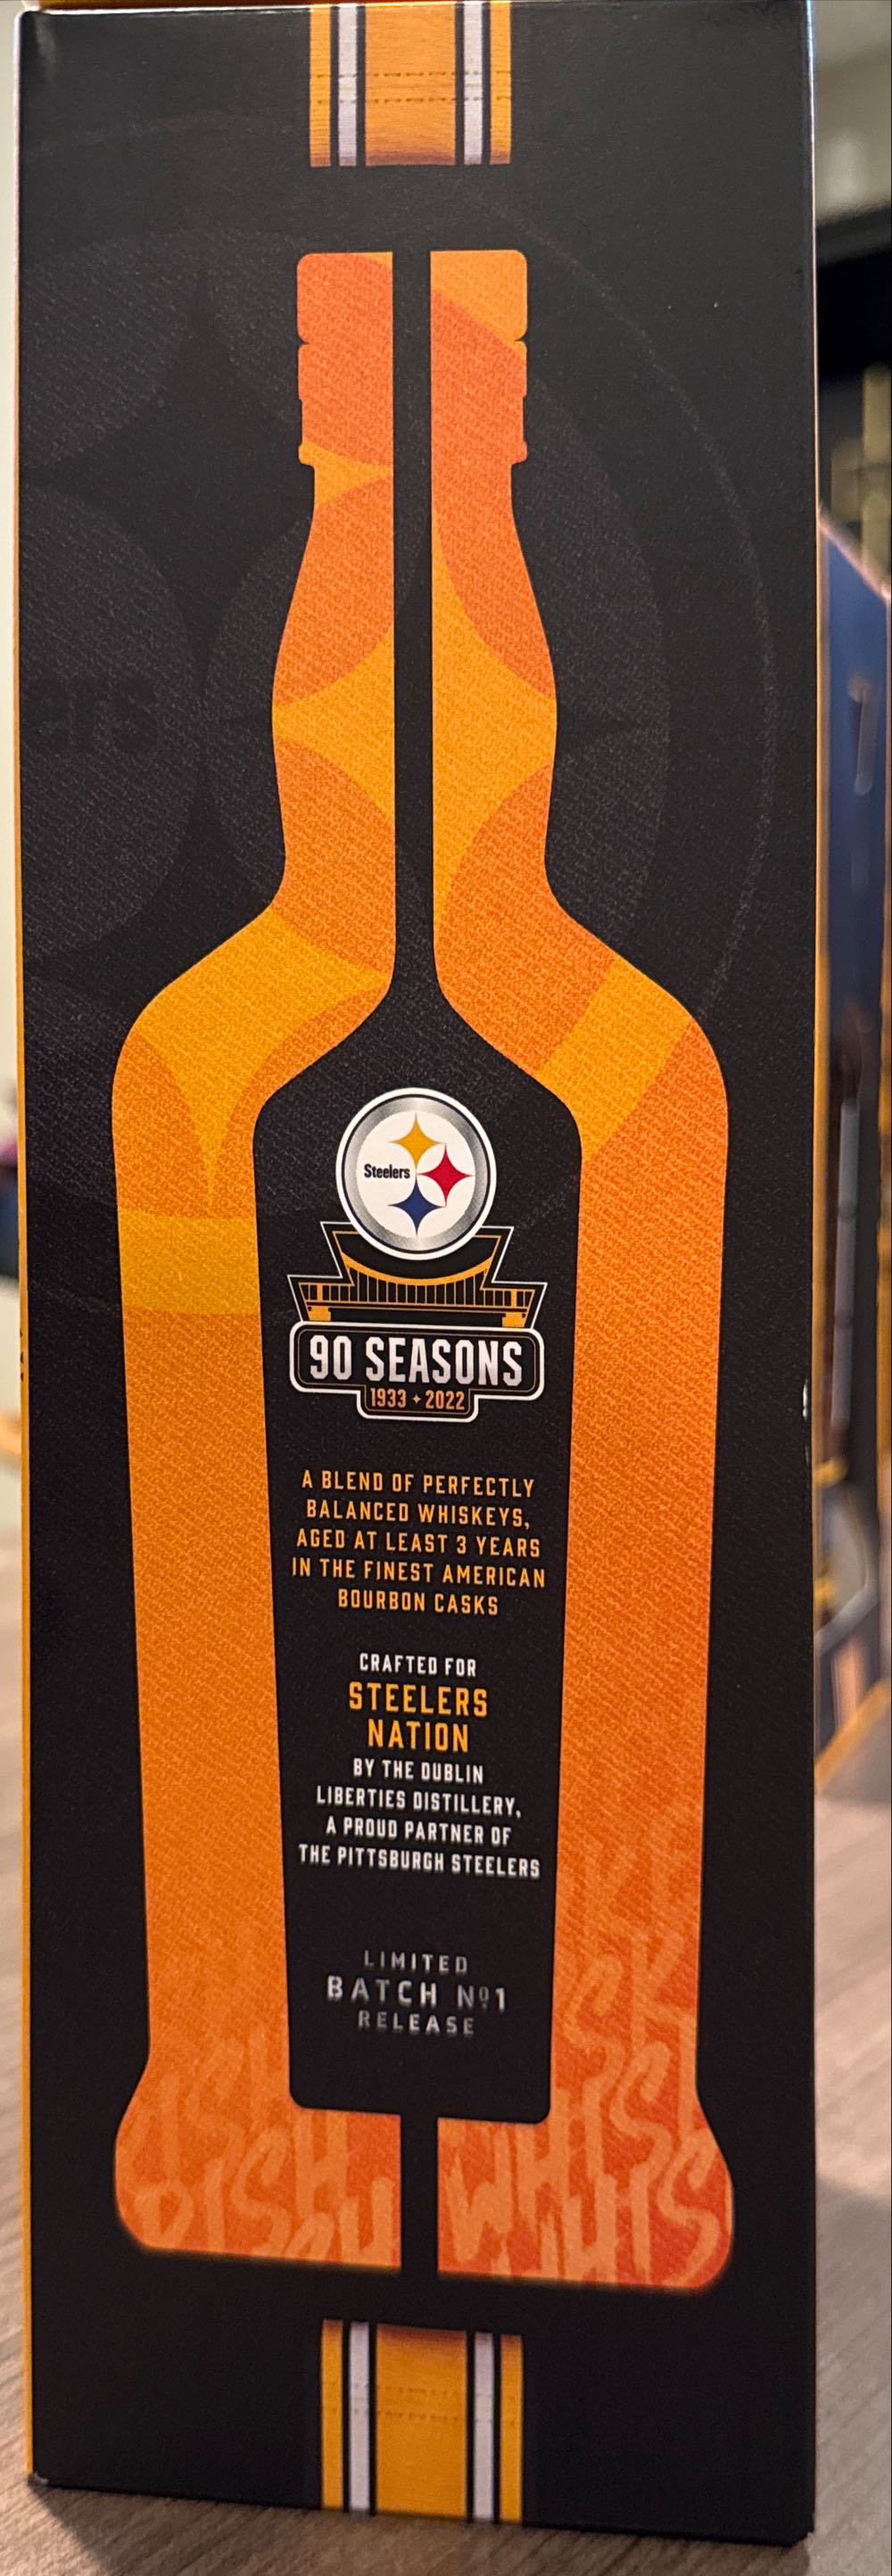 ers
Steelers
90 SEASONS
1933 ✦ 2022
A BLEND OF PERFECTLY
BALANCED WHISKEYS,
AGED AT LEAST 3 YEARS
IN THE FINEST AMERICAN
BOURBON CASKS
CRAFTED FOR
STEELERS
NATION
BY THE DUBLIN
LIBERTIES DISTILLERY,
A PROUD PARTNER OF
THE PITTSBURGH STEELERS
LIMITED
BATCH Nº1
RELEASE